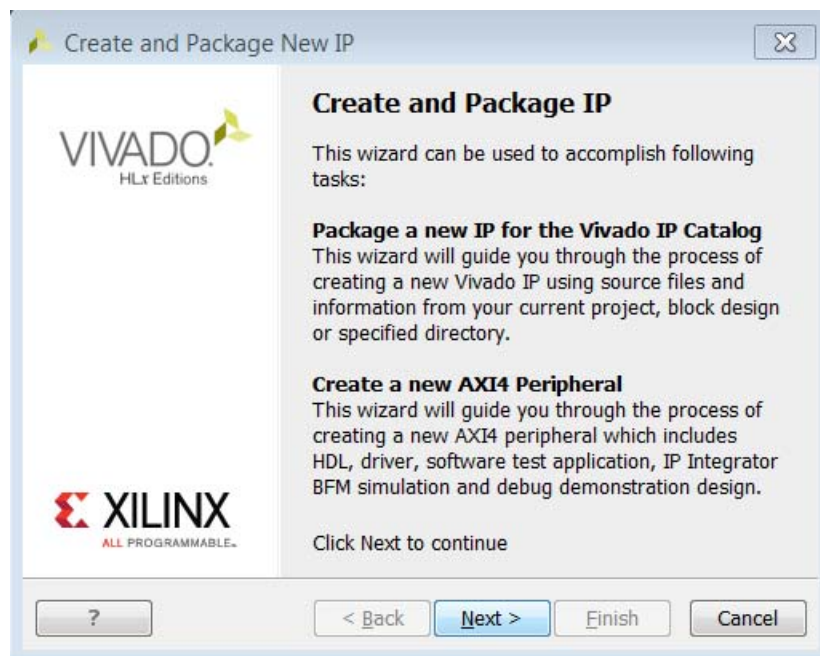 Create and Package New IP
VIVADO.
HLx Editions
Create and Package IP
This wizard can be used to accomplish following
tasks:
Package a new IP for the Vivado IP Catalog
This wizard will guide you through the process of
creating a new Vivado IP using source files and
information from your current project, block design
or specified directory.
Create a new AXI4 Peripheral
This wizard will guide you through the process of
creating a new AXI4 peripheral which includes
HDL, driver, software test application, IP Integrator
BFM simulation and debug demonstration design.
XILINX
ALL PROGRAMMABLE™
Click Next to continue
?
< Back
Next >
Finish
Cancel